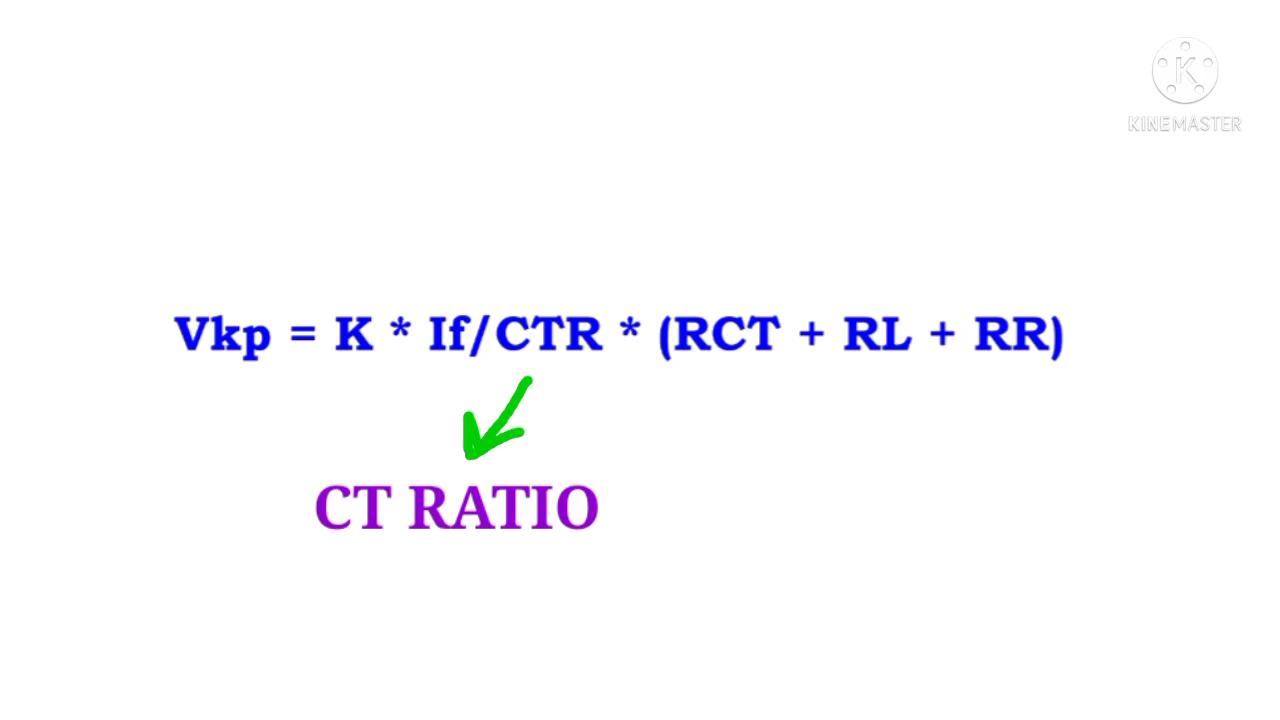 KINEMASTER
Vkp = K * If/CTR * (RCT + RL + RR)
CT RATIO